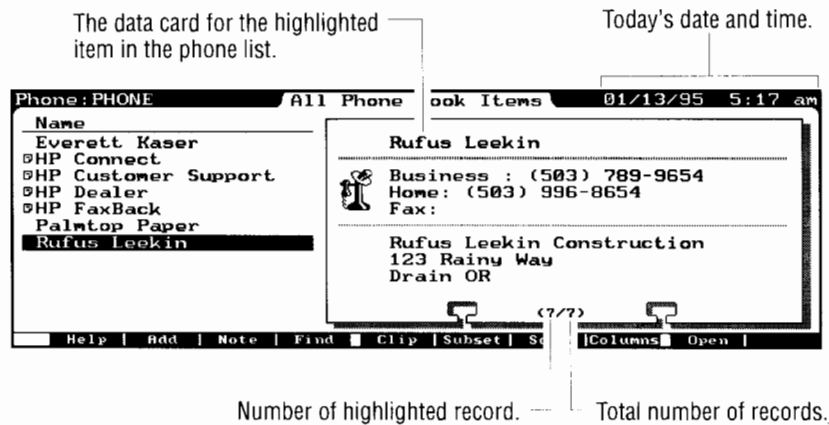 The data card for the highlighted
item in the phone list.
Today's date and time.
Phone:PHONE All Phone ook Items 01/13/95 5:17 am
Name
Everett Kaser
HP Connect
HP Customer Support
HP Dealer
HP FaxBack
Palmtop Paper
Rufus Leekin
Rufus Leekin
Business : (503) 789-9654
Home: (503) 996-8654
Fax:
Rufus Leekin Construction
123 Rainy Way
Drain OR
(7/7)
Help | Add | Note | Find Clip |Subset| |Columns Open |
Number of highlighted record.
Total number of records.